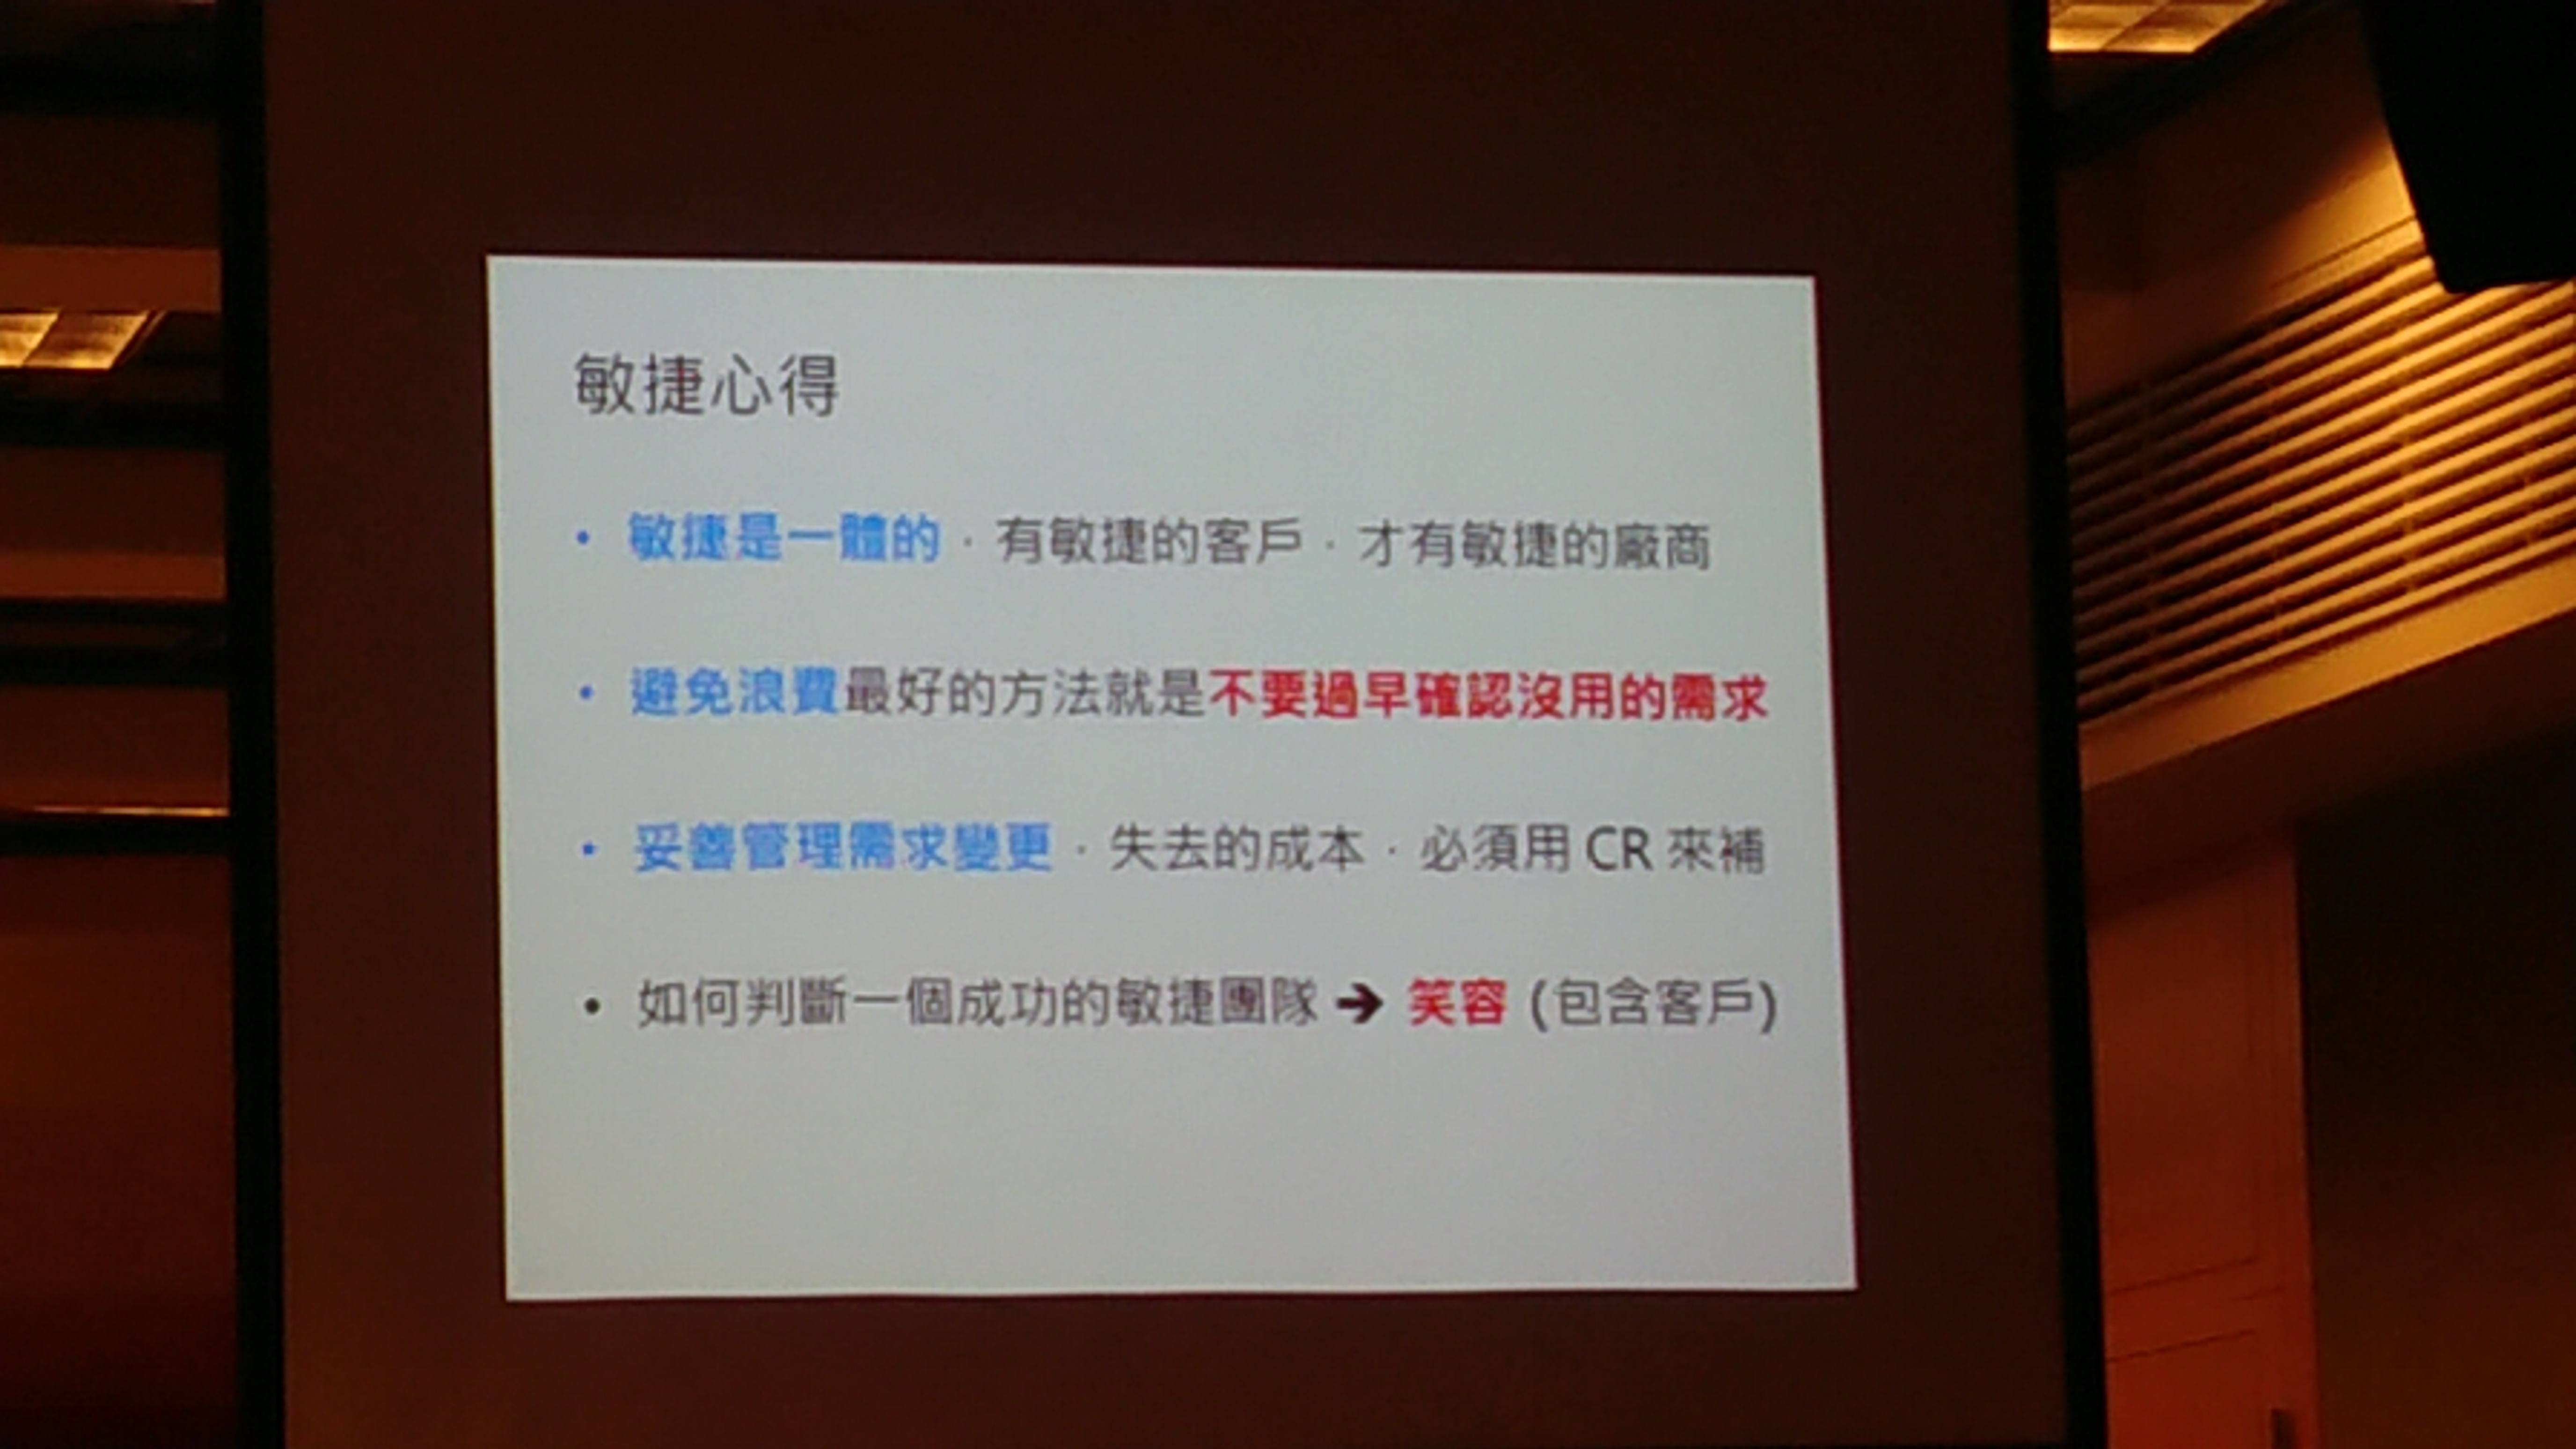 敏捷心得
• 敏捷是一體的，有敏捷的客戶，才有敏捷的廠商
• 避免浪費最好的方法就是不要過早確認沒用的需求
• 妥善管理需求變更，失去的成本，必須用 CR 來補
• 如何判斷一個成功的敏捷團隊 → 笑容 (包含客戶)